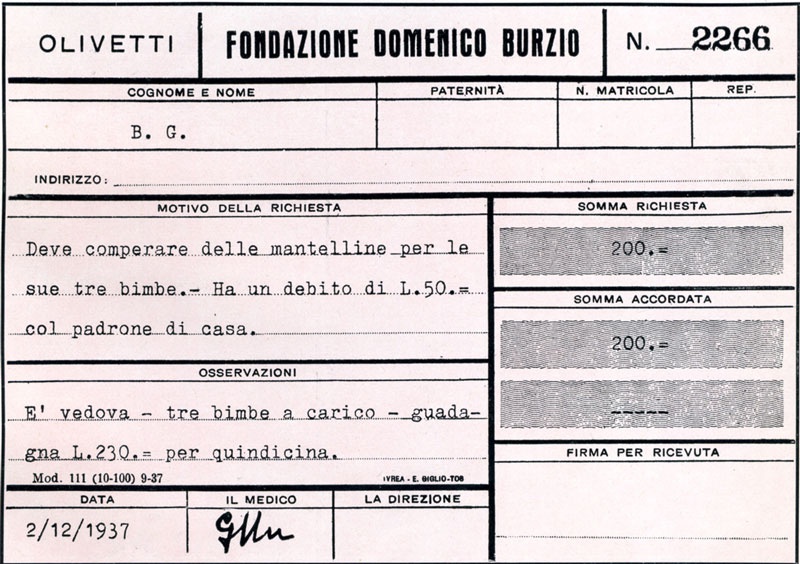 OLIVETTI FONDAZIONE DOMENICO BURZIO N. 2266
COGNOME E NOME PATERNITÀ N. MATRICOLA REP.
B. G.
INDIRIZZO:
MOTIVO DELLA RICHIESTA
Deve comperare delle mantelline per le
sue tre bimbe.- Ha un debito di L.50.=
col padrone di casa.
SOMMA RICHIESTA
200.=
SOMMA ACCORDATA
200.=
-----
OSSERVAZIONI
E' vedova - tre bimbe a carico - guada-
gna L.230.= per quindicina.
Mod. 111 (10-100) 9-37 IVREA - E. BIGLIO-TOS
FIRMA PER RICEVUTA
DATA IL MEDICO LA DIREZIONE
2/12/1937